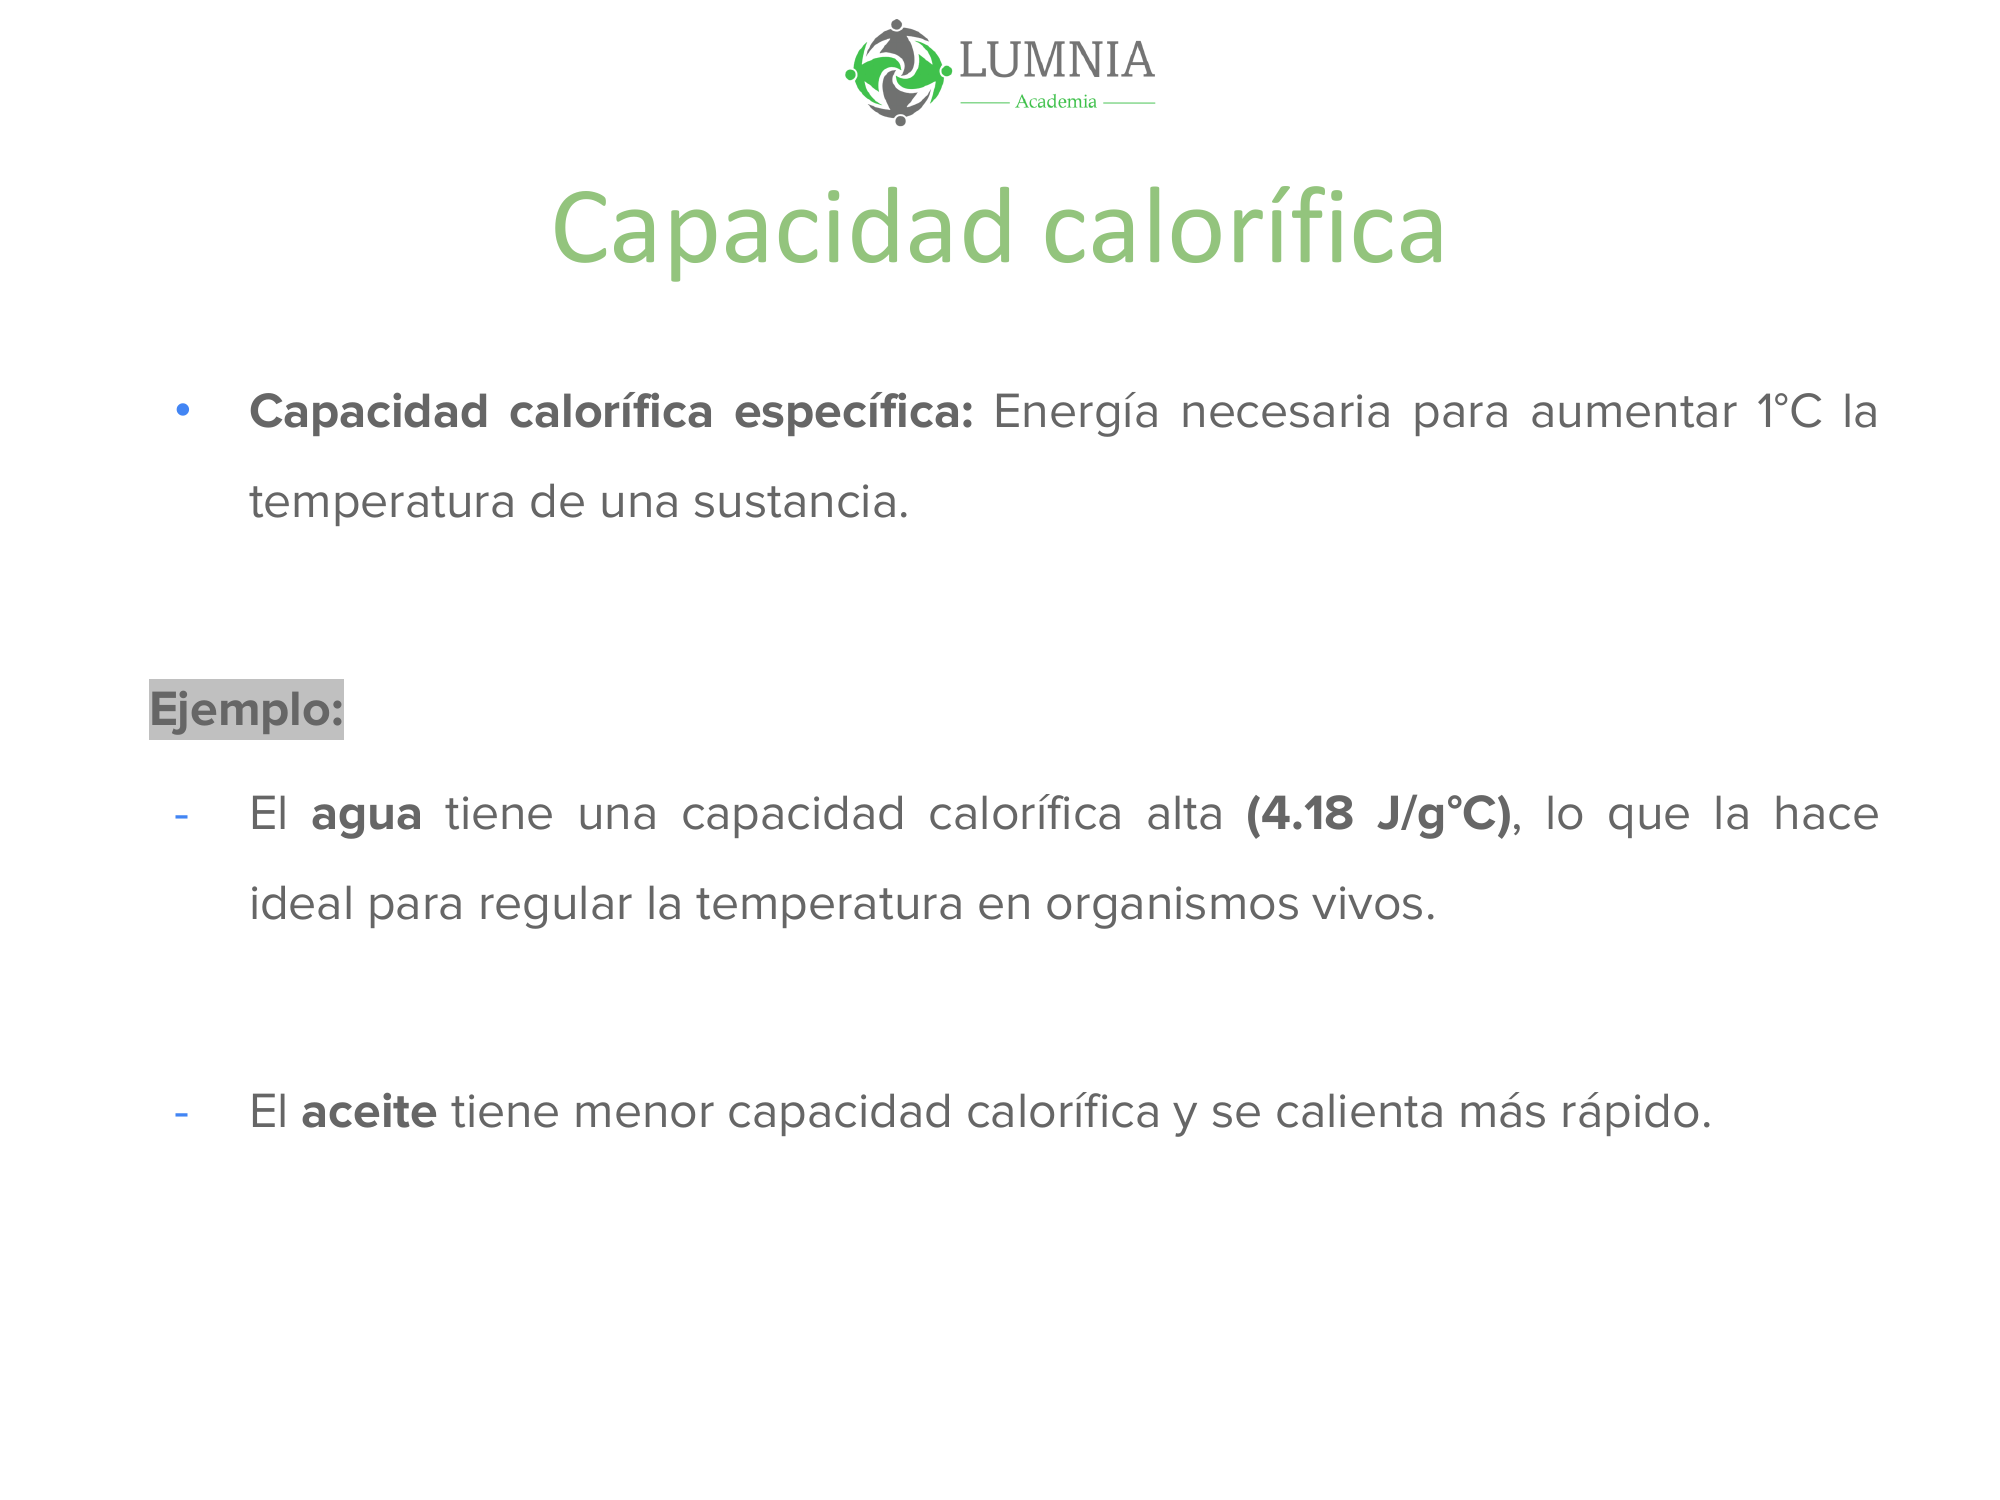 LUMNIA
Academia
Capacidad calorífica
• Capacidad calorífica específica: Energía necesaria para aumentar 1°C la
temperatura de una sustancia.
Ejemplo:
- El agua tiene una capacidad calorífica alta (4.18 J/g°C), lo que la hace
ideal para regular la temperatura en organismos vivos.
- El aceite tiene menor capacidad calorífica y se calienta más rápido.